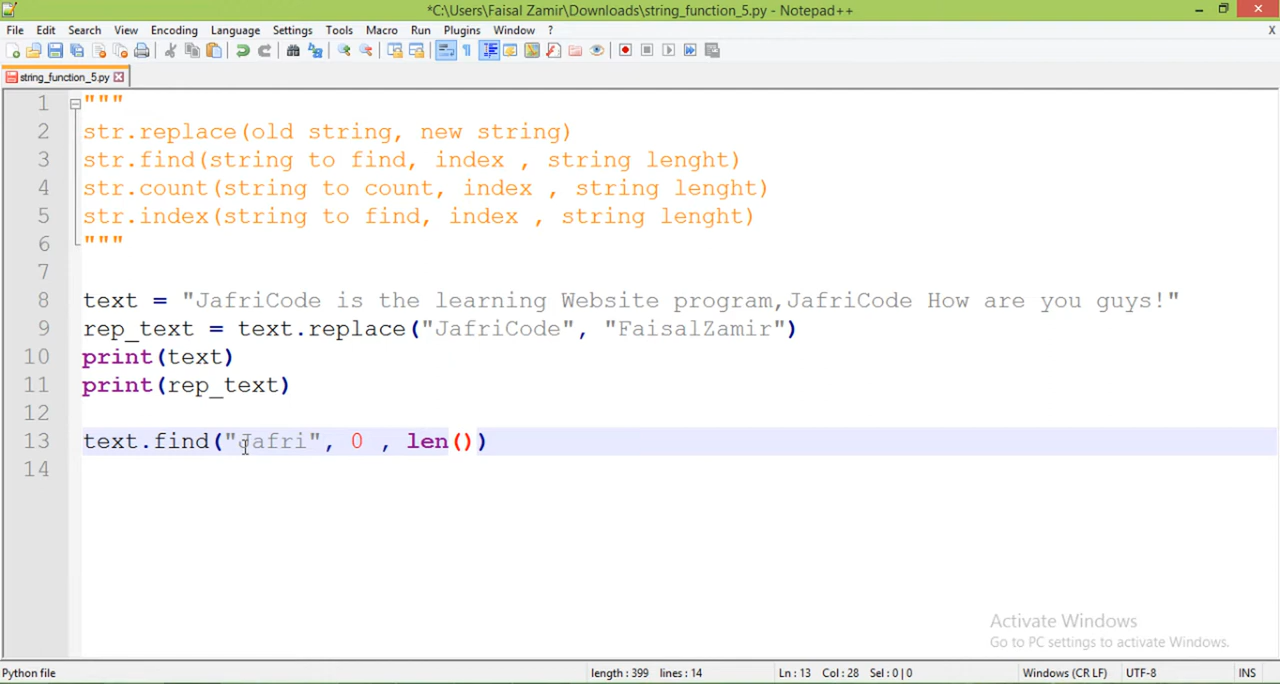 *C:\Users\Faisal Zamir\Downloads\string_function_5.py - Notepad++
File Edit Search View Encoding Language Settings Tools Macro Run Plugins Window ? X
string_function_5.py
1 """
2 str.replace(old string, new string)
3 str.find(string to find, index , string lenght)
4 str.count(string to count, index , string lenght)
5 str.index(string to find, index , string lenght)
6 """
7
8 text = "JafriCode is the learning Website program,JafriCode How are you guys!"
9 rep_text = text.replace("JafriCode", "FaisalZamir")
10 print(text)
11 print(rep_text)
12
13 text.find("Jafri", 0 , len())
14
Activate Windows
Go to PC settings to activate Windows.
Python file length : 399 lines : 14 Ln : 13 Col : 28 Sel : 0 | 0 Windows (CR LF) UTF-8 INS